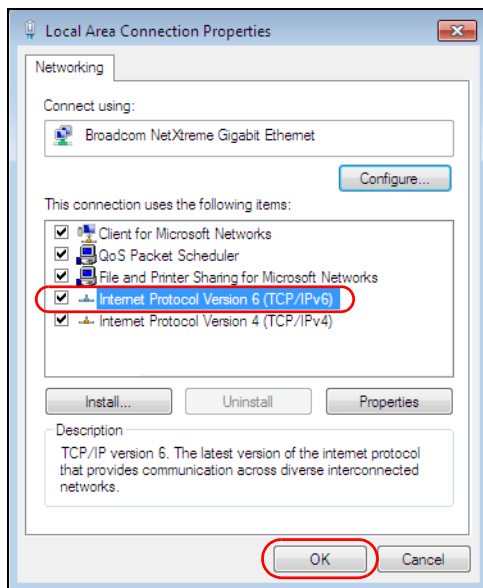 Local Area Connection Properties
Networking
Connect using:
Broadcom NetXtreme Gigabit Ethernet
Configure...
This connection uses the following items:
Client for Microsoft Networks
QoS Packet Scheduler
File and Printer Sharing for Microsoft Networks
Internet Protocol Version 6 (TCP/IPv6)
Internet Protocol Version 4 (TCP/IPv4)
Install... Uninstall Properties
Description
TCP/IP version 6. The latest version of the internet protocol
that provides communication across diverse interconnected
networks.
OK Cancel